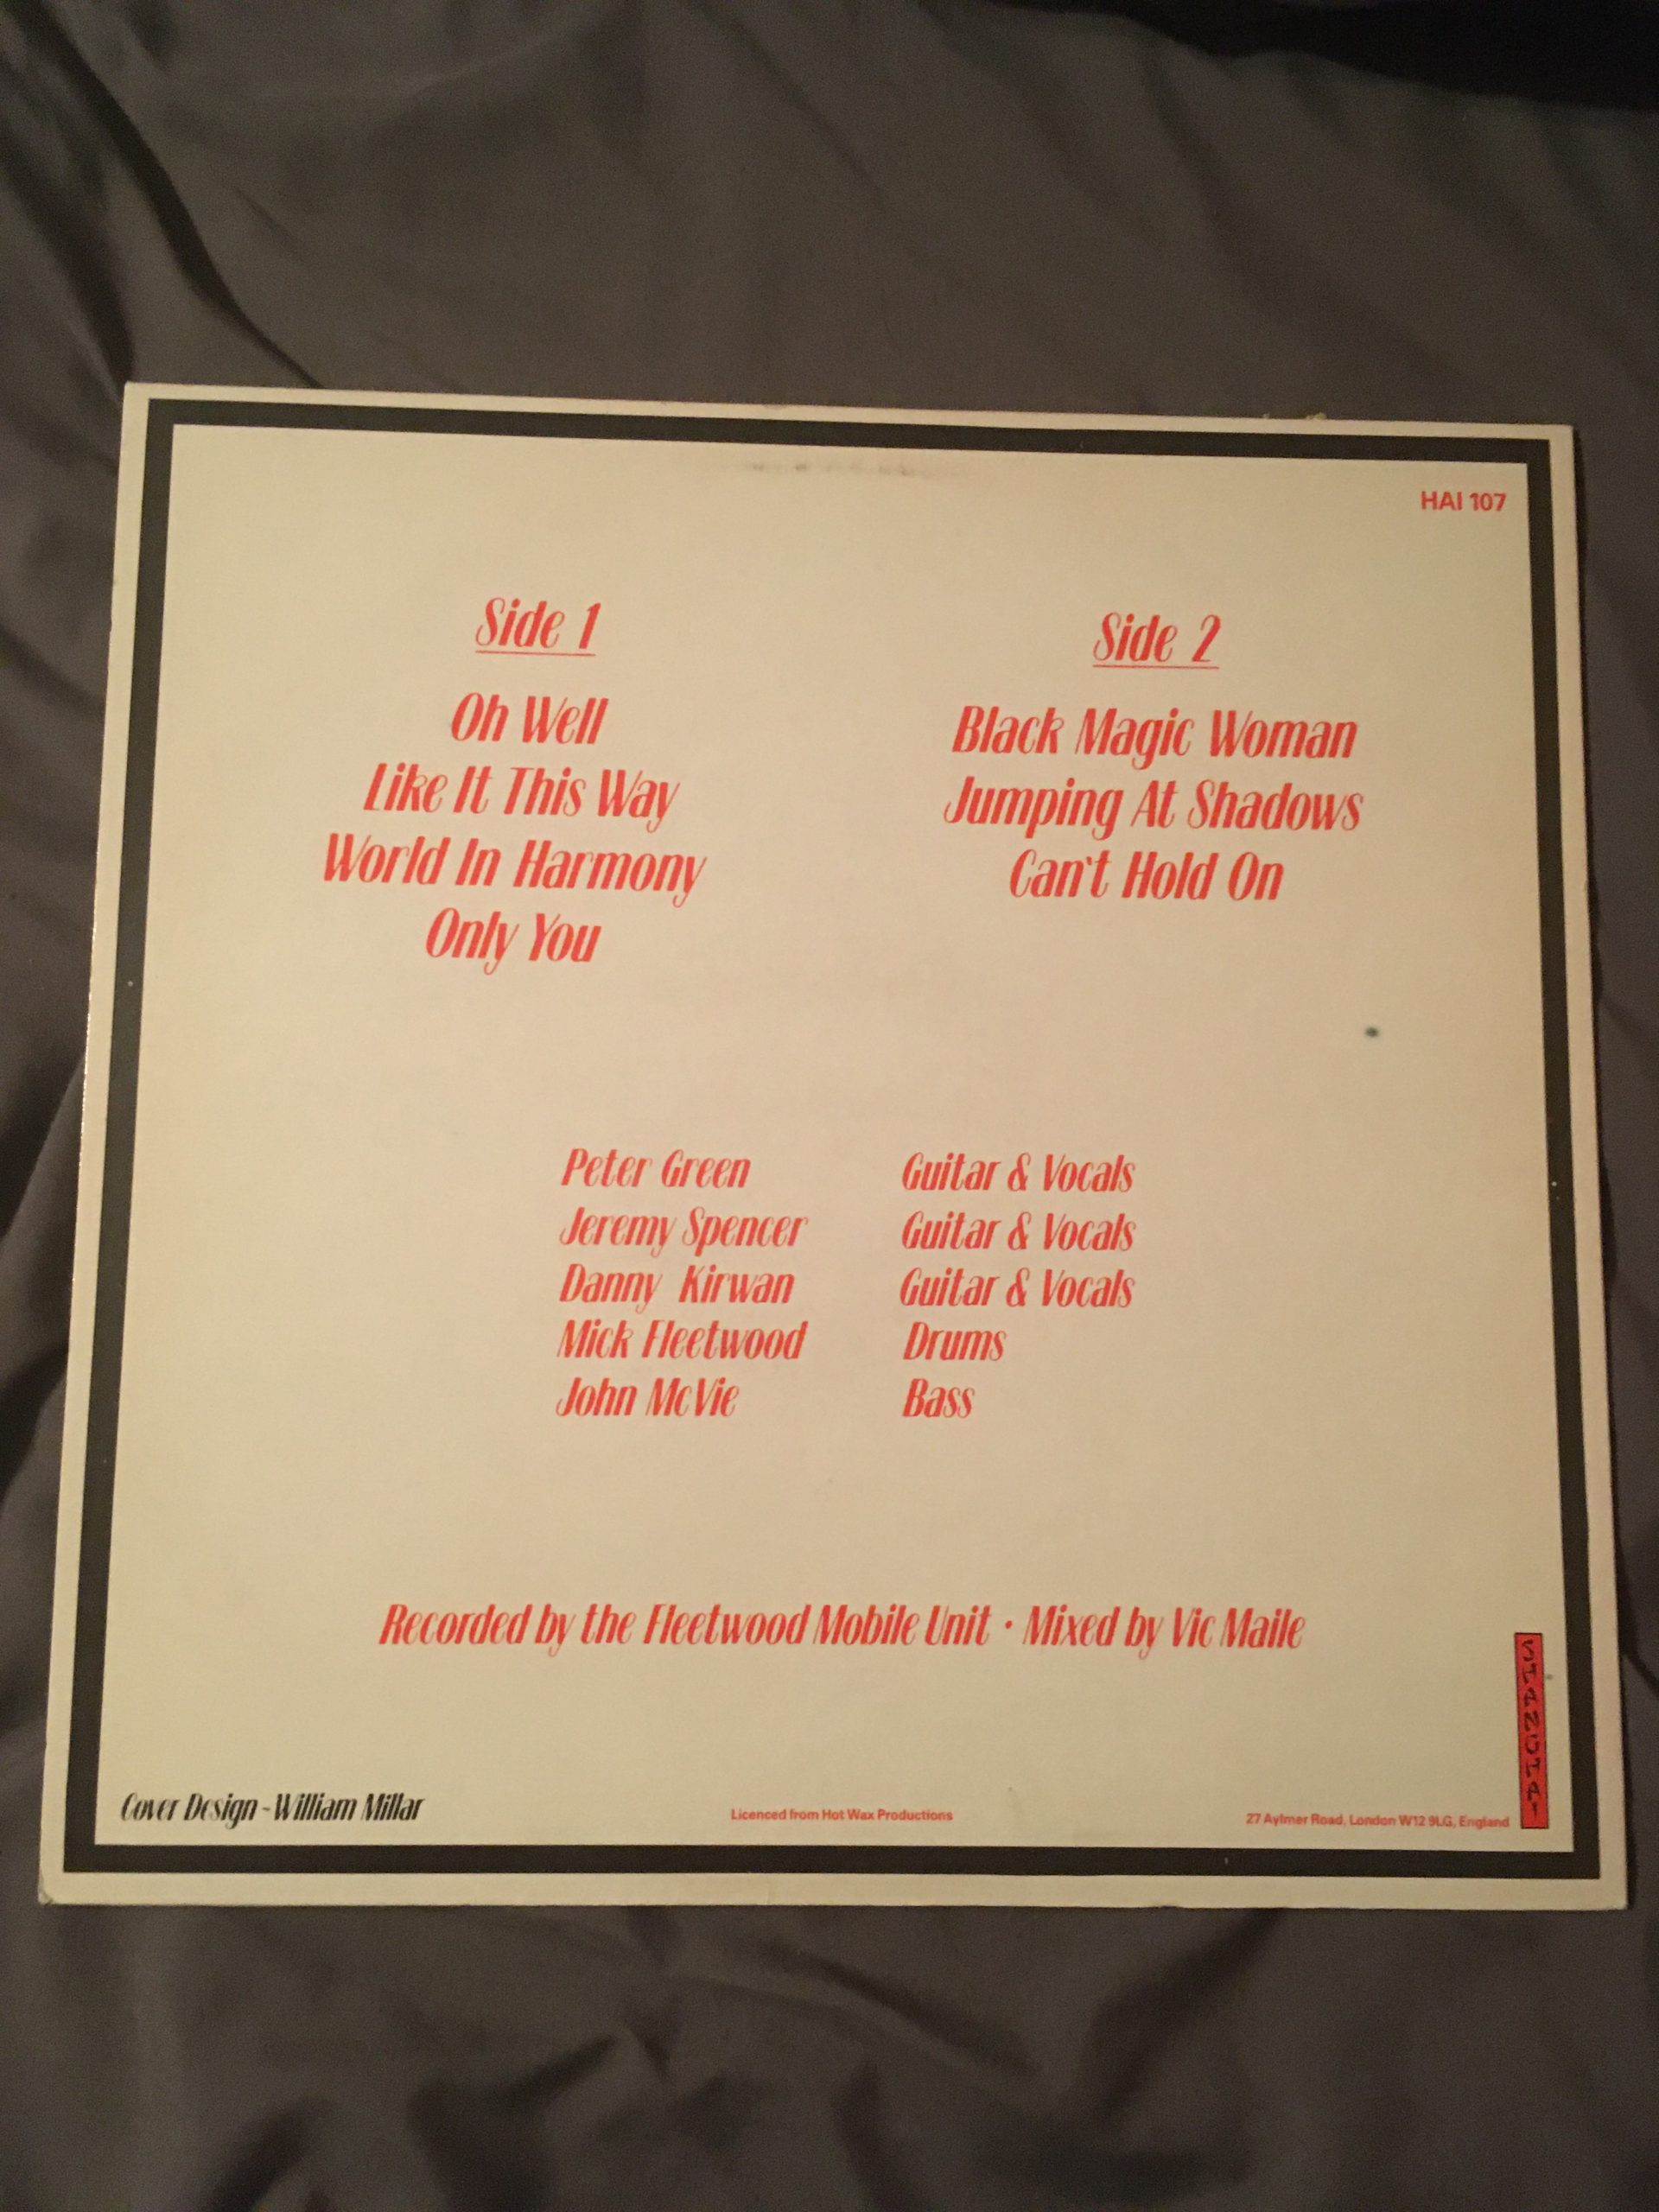 HAI 107
Side 1
Oh Well
Like It This Way
World In Harmony
Only You
Side 2
Black Magic Woman
Jumping At Shadows
Can't Hold On
Peter Green Guitar & Vocals
Jeremy Spencer Guitar & Vocals
Danny Kirwan Guitar & Vocals
Mick Fleetwood Drums
John McVie Bass
Recorded by the Fleetwood Mobile Unit · Mixed by Vic Maile
SHANGHAI
Cover Design - William Millar
Licenced from Hot Wax Productions
27 Aylmer Road, London W12 9LG, England